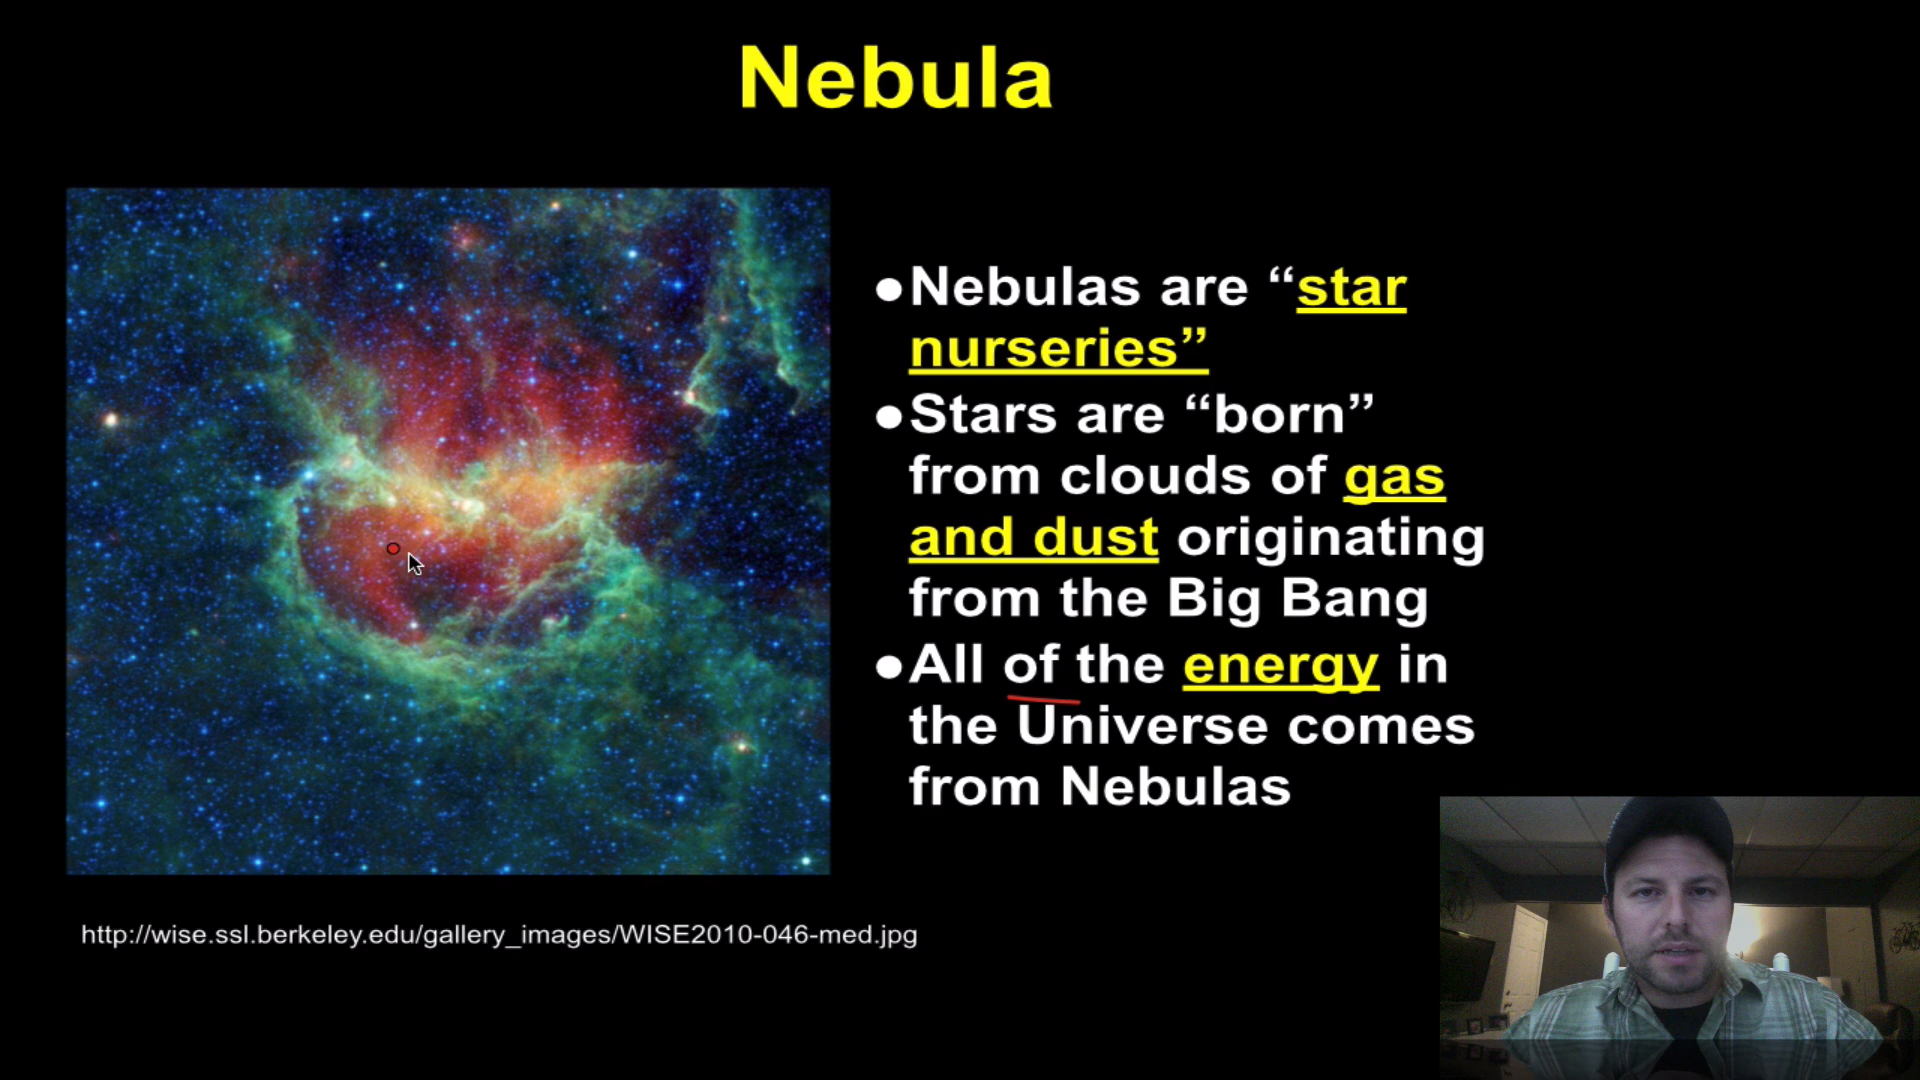 Nebula
●Nebulas are “star
nurseries”
●Stars are “born”
from clouds of gas
and dust originating
from the Big Bang
●All of the energy in
the Universe comes
from Nebulas
http://wise.ssl.berkeley.edu/gallery_images/WISE2010-046-med.jpg